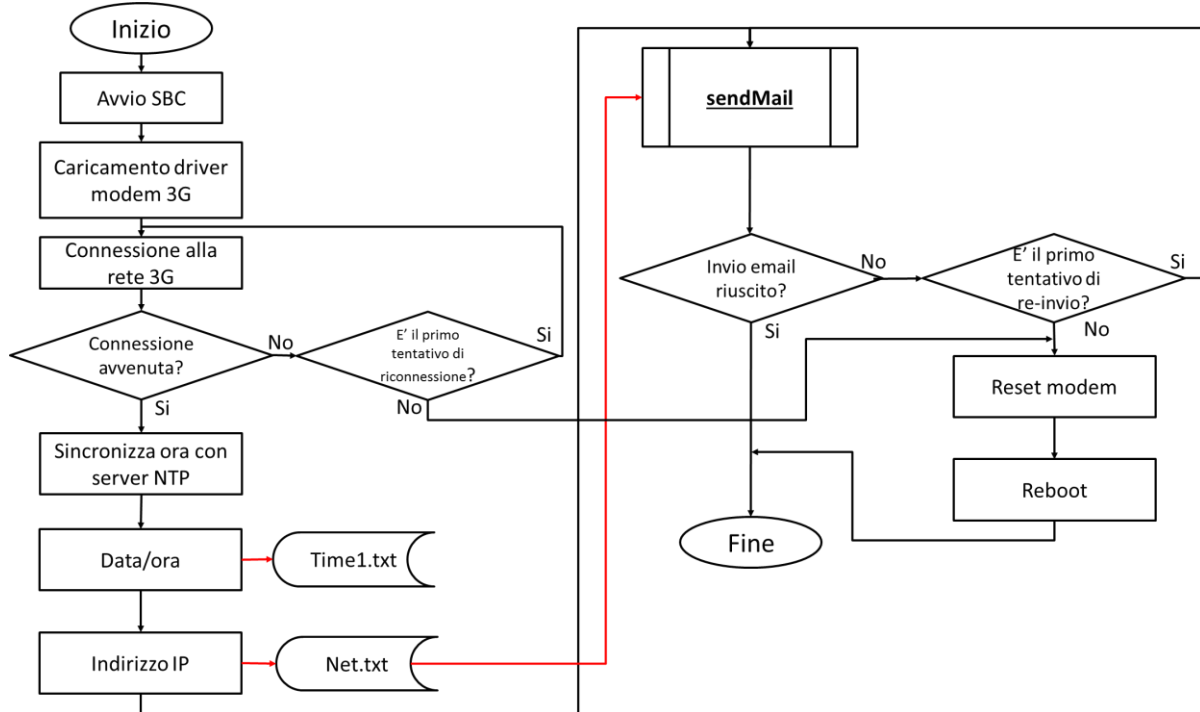 Inizio
Avvio SBC
Caricamento driver
modem 3G
Connessione alla
rete 3G
Connessione
avvenuta?
No
Si
E' il primo
tentativo di
riconnessione?
Si
No
Sincronizza ora con
server NTP
Data/ora
Time1.txt
Indirizzo IP
Net.txt
sendMail
Invio email
riuscito?
No
Si
E' il primo
tentativo di
re-invio?
Si
No
Reset modem
Reboot
Fine